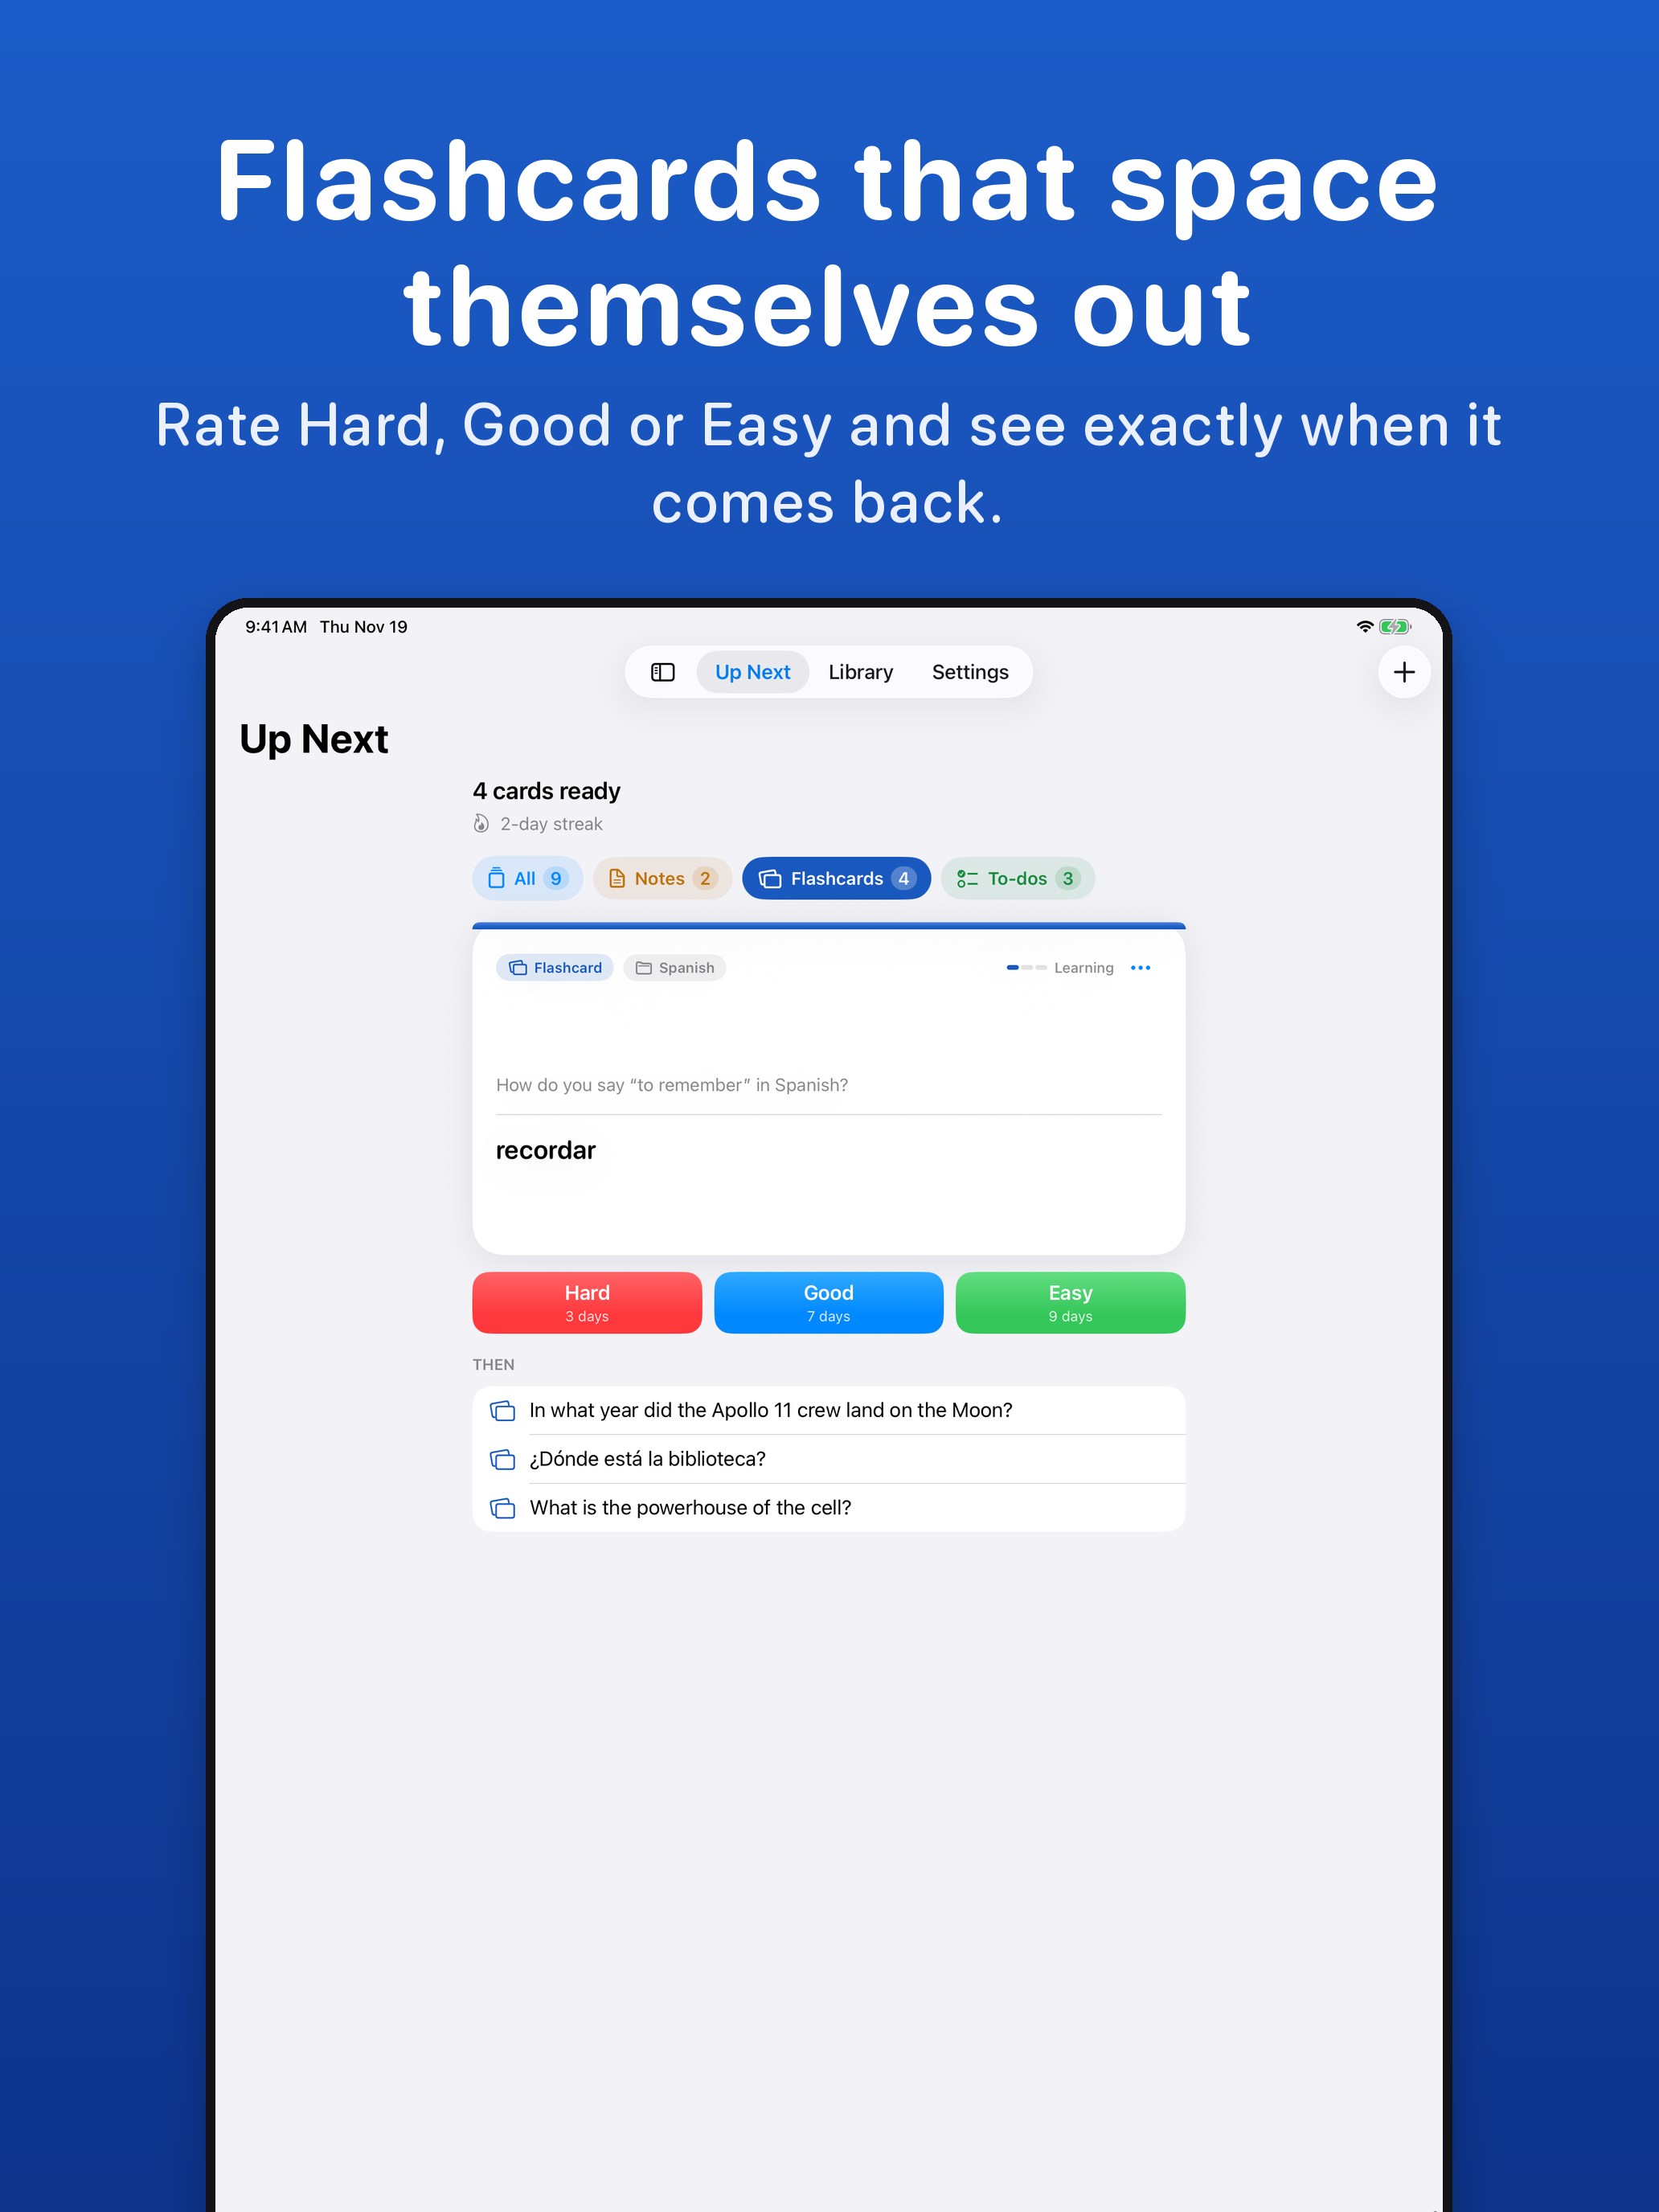 Flashcards that space
themselves out
Rate Hard, Good or Easy and see exactly when it
comes back.
9:41 AM Thu Nov 19
Up Next Library Settings
Up Next
4 cards ready
2-day streak
All 9 Notes 2 Flashcards 4 To-dos 3
Flashcard Spanish Learning
How do you say “to remember” in Spanish?
recordar
Hard Good Easy
3 days 7 days 9 days
THEN
In what year did the Apollo 11 crew land on the Moon?
¿Dónde está la biblioteca?
What is the powerhouse of the cell?